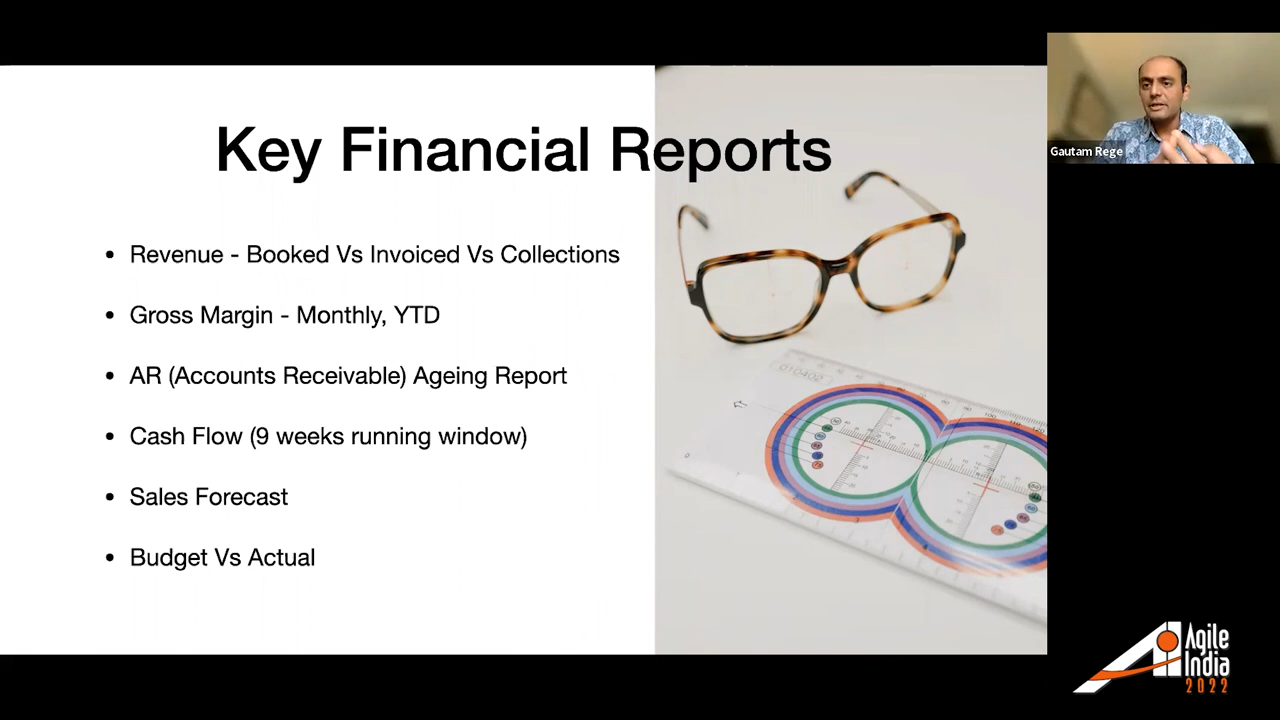 Key Financial Reports
• Revenue - Booked Vs Invoiced Vs Collections
• Gross Margin - Monthly, YTD
• AR (Accounts Receivable) Ageing Report
• Cash Flow (9 weeks running window)
• Sales Forecast
• Budget Vs Actual
010402
Gautam Rege
Agile
India
2022